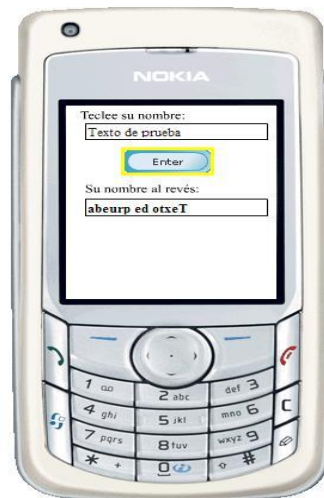 NOKIA
Teclee su nombre:
Texto de prueba
Enter
Su nombre al revés:
abeurp ed otxeT
1 oo
2 abc
def 3
4 ghi
5 jkl
mno 6
C
7 pqrs
8 tuv
wxyz 9
* +
0
#